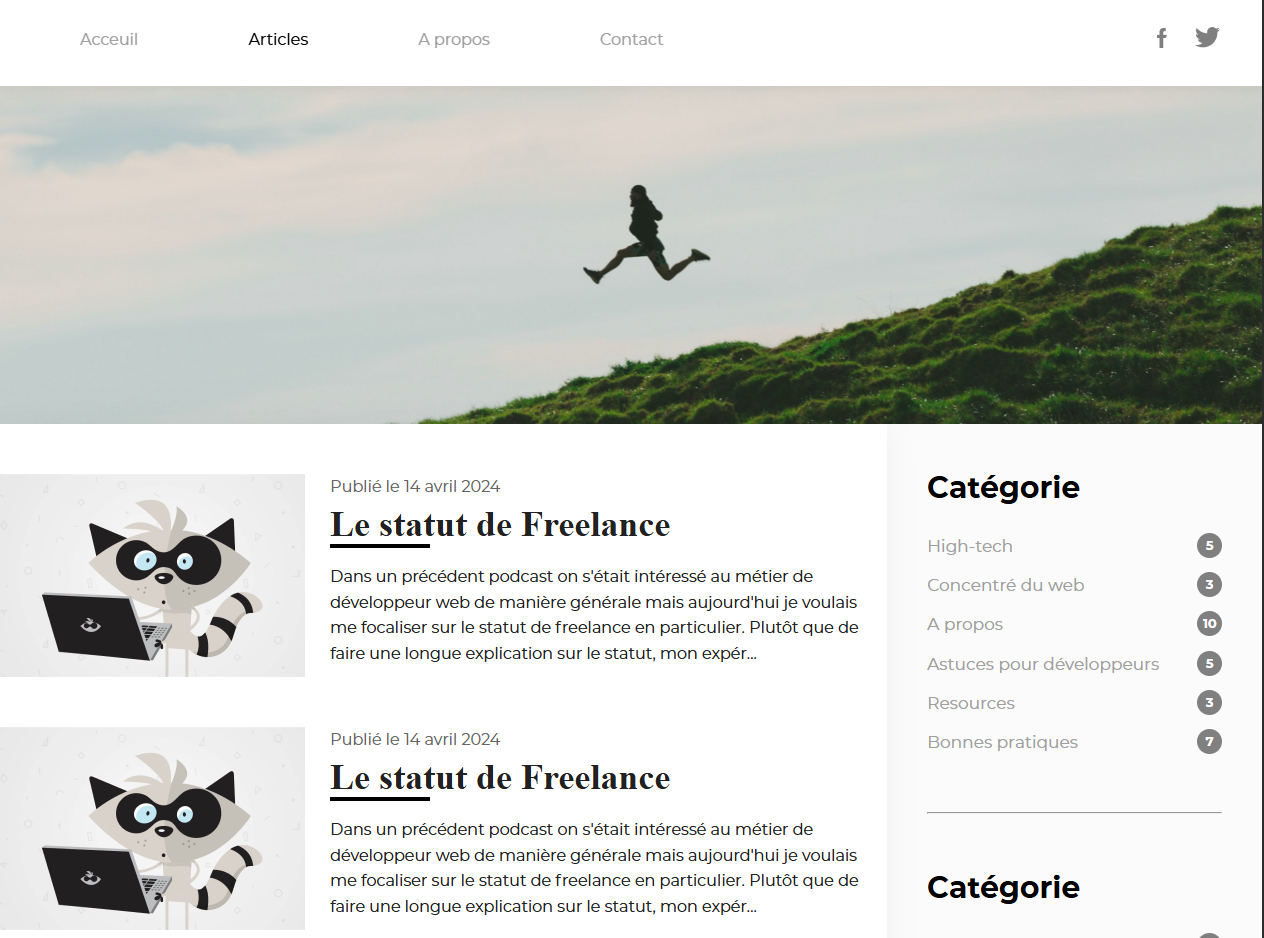 Acceuil
Articles
A propos
Contact
Publié le 14 avril 2024
Le statut de Freelance
Dans un précédent podcast on s'était intéressé au métier de
développeur web de manière générale mais aujourd'hui je voulais
me focaliser sur le statut de freelance en particulier. Plutôt que de
faire une longue explication sur le statut, mon expér...
Publié le 14 avril 2024
Le statut de Freelance
Dans un précédent podcast on s'était intéressé au métier de
développeur web de manière générale mais aujourd'hui je voulais
me focaliser sur le statut de freelance en particulier. Plutôt que de
faire une longue explication sur le statut, mon expér...
Catégorie
High-tech 5
Concentré du web 3
A propos 10
Astuces pour développeurs 5
Resources 3
Bonnes pratiques 7
Catégorie